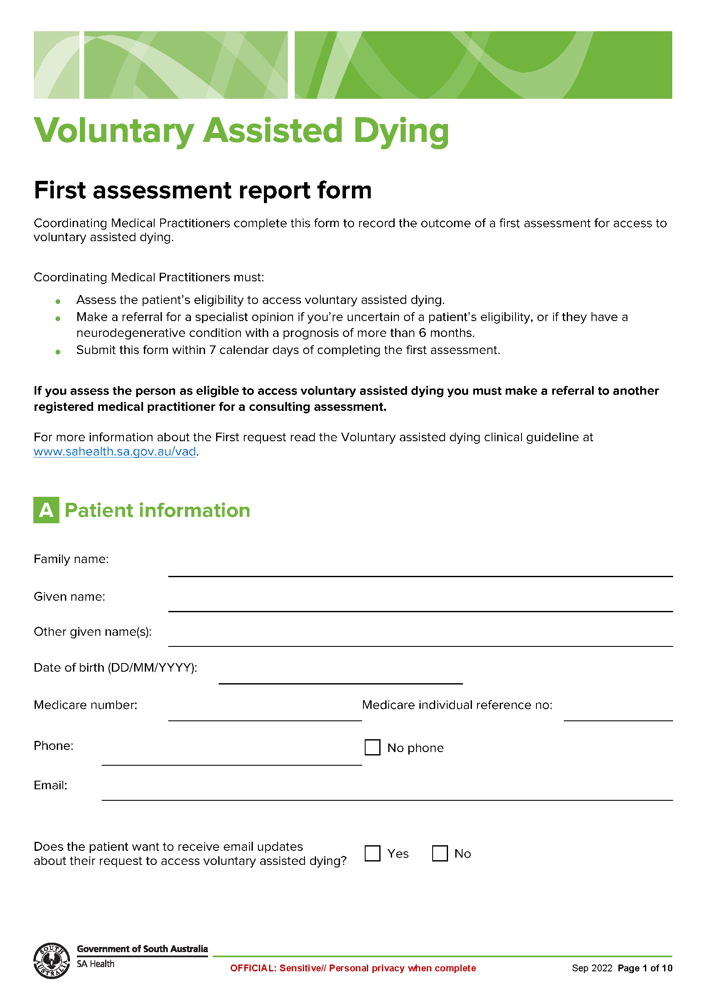 Voluntary Assisted Dying
First assessment report form
Coordinating Medical Practitioners complete this form to record the outcome of a first assessment for access to
voluntary assisted dying.
Coordinating Medical Practitioners must:
• Assess the patient’s eligibility to access voluntary assisted dying.
• Make a referral for a specialist opinion if you’re uncertain of a patient’s eligibility, or if they have a
neurodegenerative condition with a prognosis of more than 6 months.
• Submit this form within 7 calendar days of completing the first assessment.
If you assess the person as eligible to access voluntary assisted dying you must make a referral to another
registered medical practitioner for a consulting assessment.
For more information about the First request read the Voluntary assisted dying clinical guideline at
www.sahealth.sa.gov.au/vad.
A Patient information
Family name:
Given name:
Other given name(s):
Date of birth (DD/MM/YYYY):
Medicare number: Medicare individual reference no:
Phone: No phone
Email:
Does the patient want to receive email updates
about their request to access voluntary assisted dying? Yes No
SOUTH AUSTRALIA
Government of South Australia
SA Health
OFFICIAL: Sensitive// Personal privacy when complete Sep 2022 Page 1 of 10